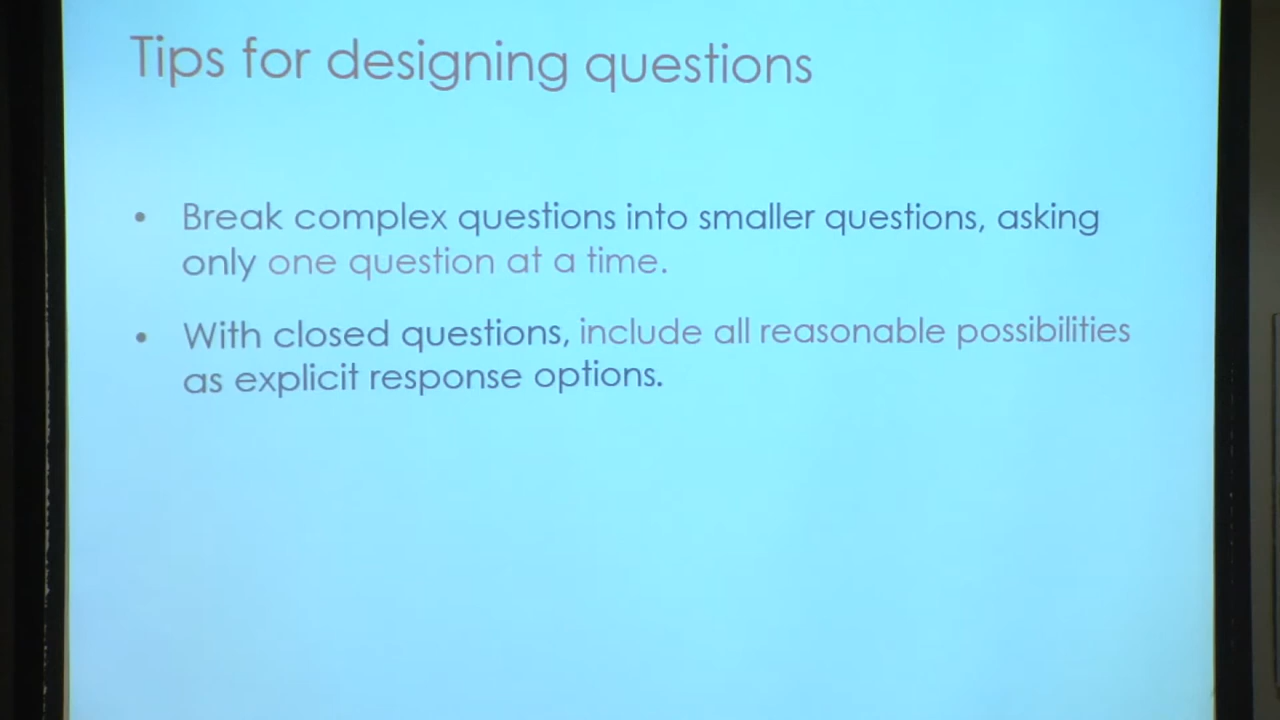 Tips for designing questions
• Break complex questions into smaller questions, asking
only one question at a time.
• With closed questions, include all reasonable possibilities
as explicit response options.